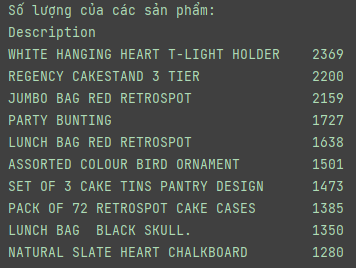 Số lượng của các sản phẩm:
Description
WHITE HANGING HEART T-LIGHT HOLDER    2369
REGENCY CAKESTAND 3 TIER              2200
JUMBO BAG RED RETROSPOT               2159
PARTY BUNTING                         1727
LUNCH BAG RED RETROSPOT               1638
ASSORTED COLOUR BIRD ORNAMENT         1501
SET OF 3 CAKE TINS PANTRY DESIGN      1473
PACK OF 72 RETROSPOT CAKE CASES       1385
LUNCH BAG  BLACK SKULL.               1350
NATURAL SLATE HEART CHALKBOARD        1280